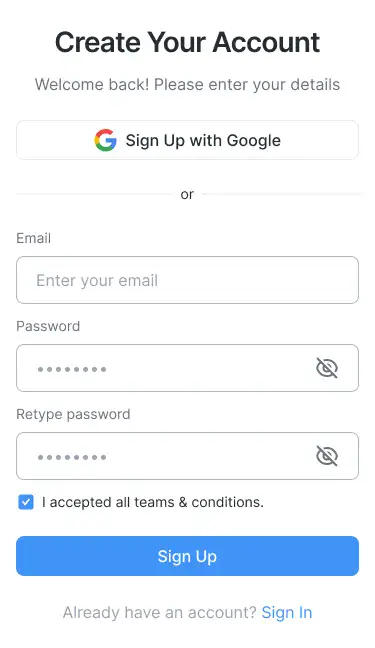 Create Your Account
Welcome back! Please enter your details
Sign Up with Google
or
Email
Enter your email
Password
••••••••
Retype password
••••••••
I accepted all teams & conditions.
Sign Up
Already have an account? Sign In